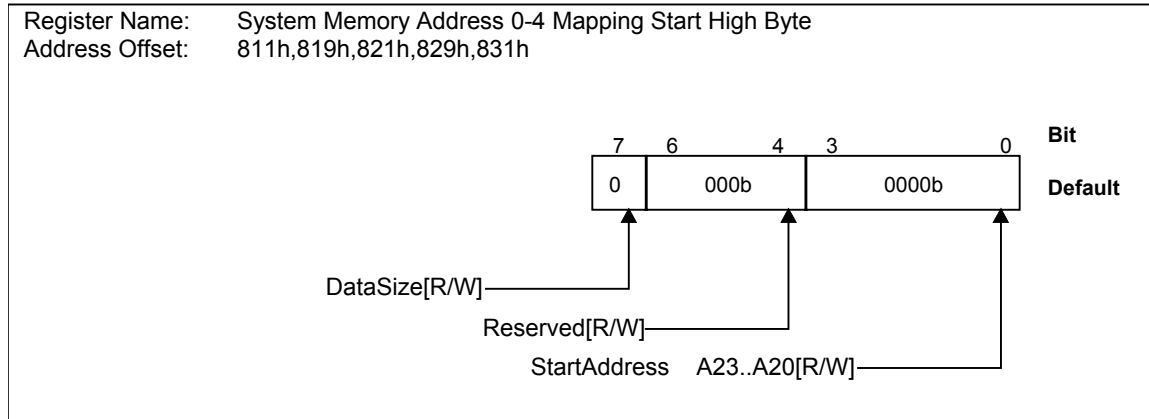 Register Name: System Memory Address 0-4 Mapping Start High Byte
Address Offset: 811h,819h,821h,829h,831h
7 6 4 3 0 Bit
0 000b 0000b Default
DataSize[R/W]
Reserved[R/W]
StartAddress A23..A20[R/W]